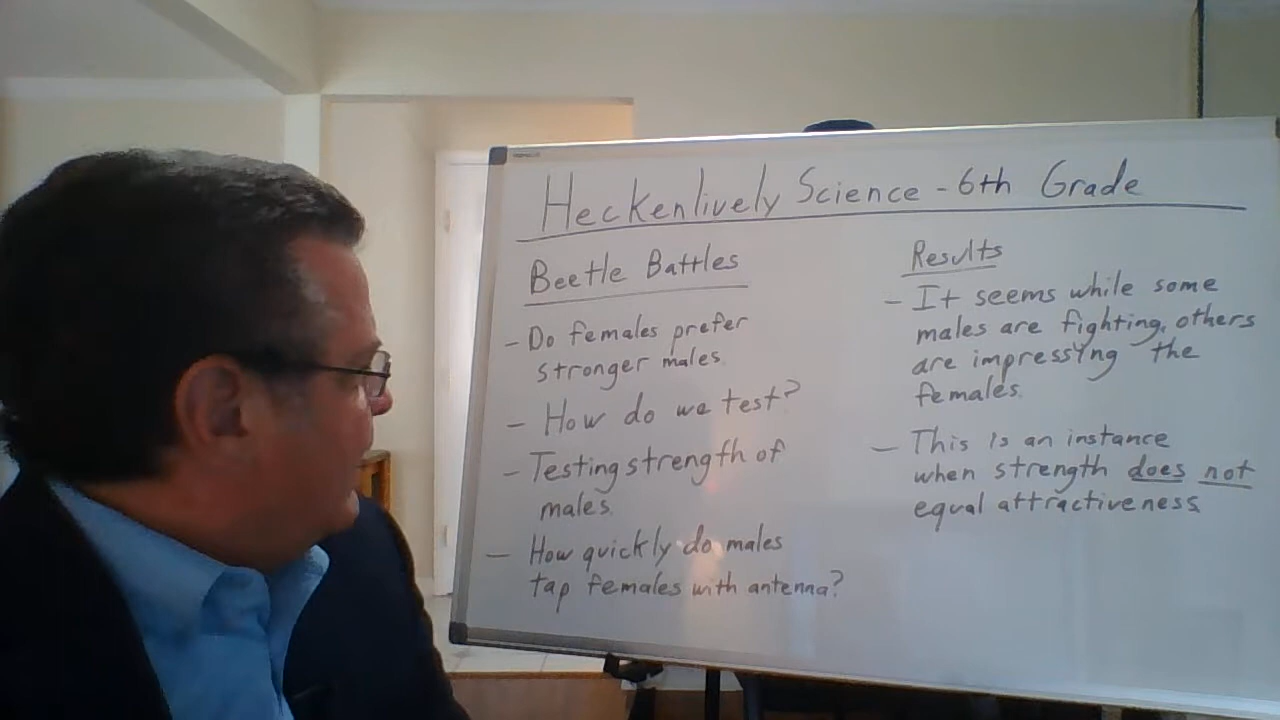 Heckenlively Science - 6th Grade
Beetle Battles
- Do females prefer
stronger males.
- How do we test?
- Testing strength of
males.
- How quickly do males
tap females with antenna?
Results
- It seems while some
males are fighting, others
are impressing the
females.
- This is an instance
when strength does not
equal attractiveness